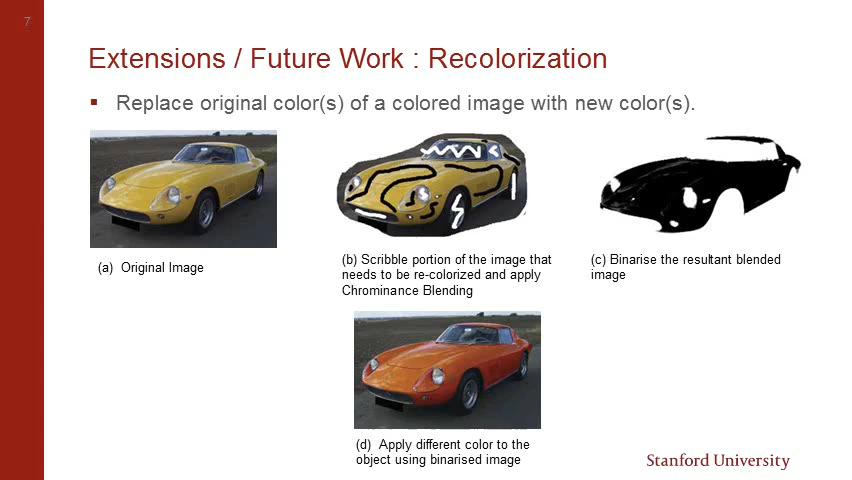 7
Extensions / Future Work : Recolorization
▪ Replace original color(s) of a colored image with new color(s).
(a) Original Image
(b) Scribble portion of the image that
needs to be re-colorized and apply
Chrominance Blending
(c) Binarise the resultant blended
image
(d) Apply different color to the
object using binarised image
Stanford University